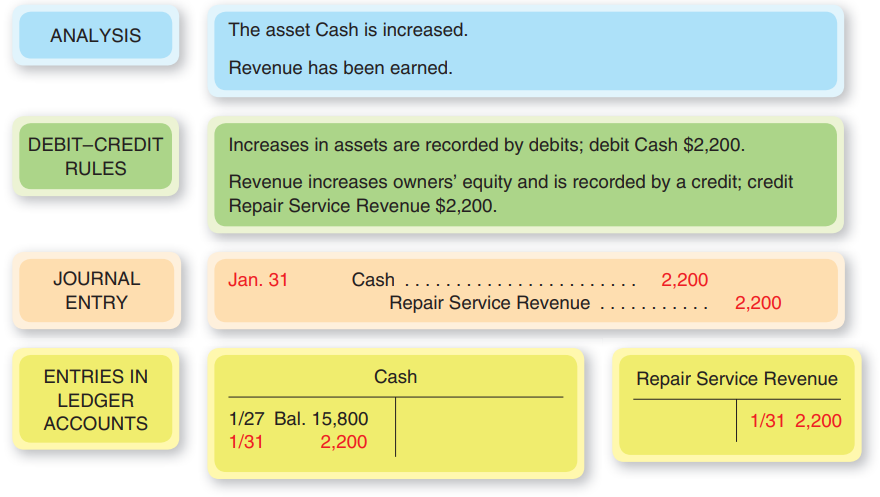 ANALYSIS
The asset Cash is increased.
Revenue has been earned.
DEBIT–CREDIT
RULES
Increases in assets are recorded by debits; debit Cash $2,200.
Revenue increases owners’ equity and is recorded by a credit; credit
Repair Service Revenue $2,200.
JOURNAL
ENTRY
Jan. 31 Cash . . . . . . . . . . . . . . . . . . . . . . . 2,200
Repair Service Revenue . . . . . . . . . . . 2,200
ENTRIES IN
LEDGER
ACCOUNTS
Cash
1/27 Bal. 15,800
1/31 2,200
Repair Service Revenue
1/31 2,200